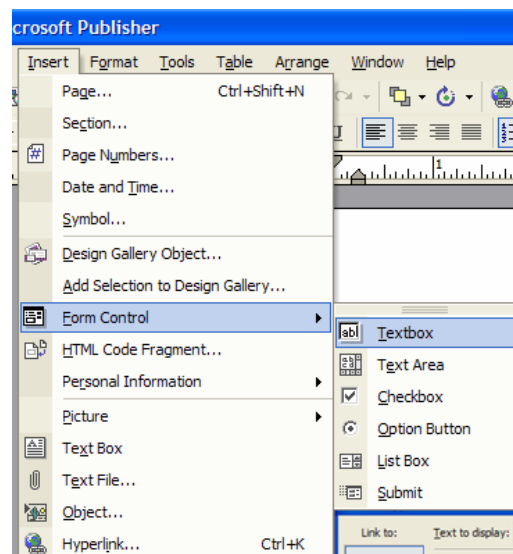 crosoft Publisher
Insert Format Tools Table Arrange Window Help
Page... Ctrl+Shift+N
Section...
Page Numbers...
Date and Time...
Symbol...
Design Gallery Object...
Add Selection to Design Gallery...
Form Control
HTML Code Fragment...
Personal Information
Picture
Text Box
Text File...
Object...
Hyperlink... Ctrl+K
1
abl Textbox
Text Area
Checkbox
Option Button
List Box
Submit
Link to: Text to display: